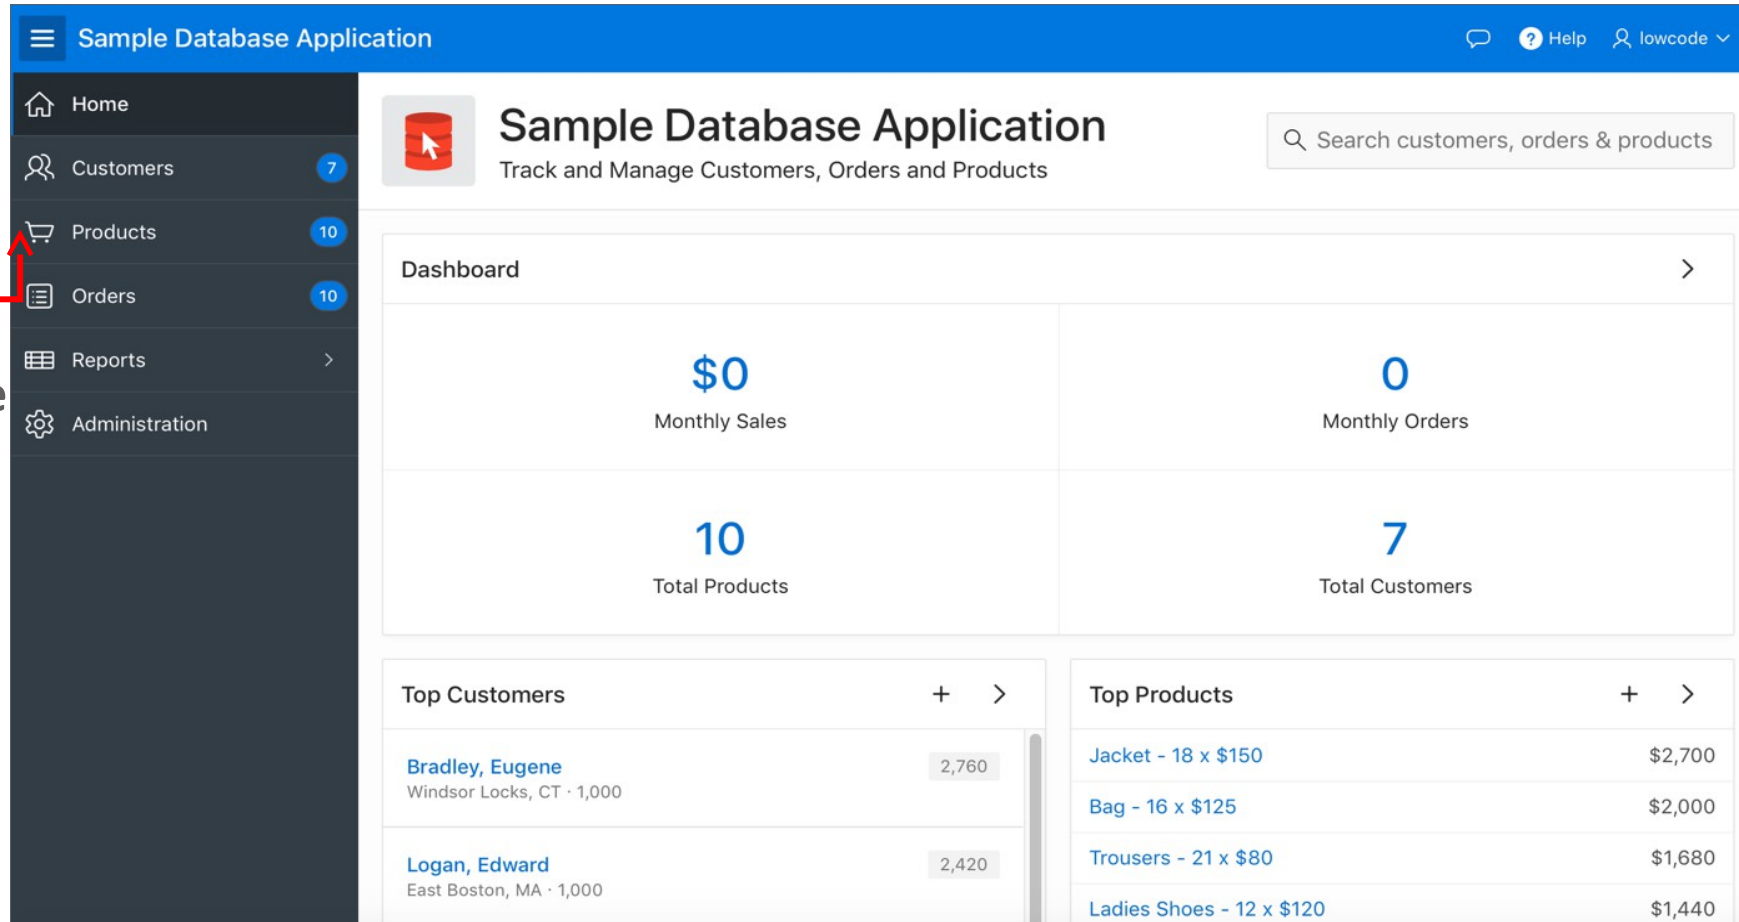 Sample Database Application
? Help
lowcode
Home
Customers 7
Products 10
Orders 10
Reports
e
Administration
Sample Database Application
Track and Manage Customers, Orders and Products
Search customers, orders & products
Dashboard
$0
Monthly Sales
0
Monthly Orders
10
Total Products
7
Total Customers
Top Customers
Bradley, Eugene 2,760
Windsor Locks, CT · 1,000
Logan, Edward 2,420
East Boston, MA · 1,000
Top Products
Jacket - 18 x $150 $2,700
Bag - 16 x $125 $2,000
Trousers - 21 x $80 $1,680
Ladies Shoes - 12 x $120 $1,440